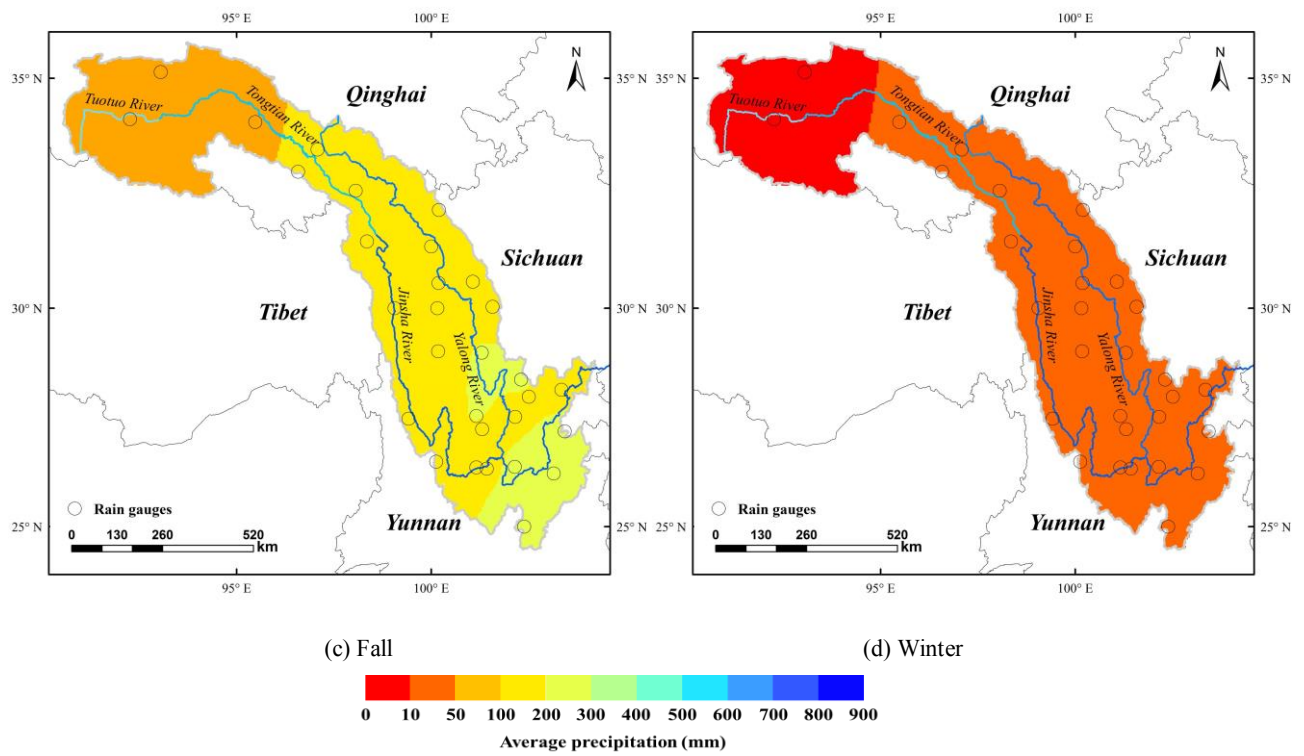 95° E 100° E
95° E 100° E
N
N
35° N
35° N
35° N
Qinghai
Qinghai
Tuotuo River
Tongtian River
Tuotuo River
Tongtian River
Sichuan
Sichuan
30° N
30° N
30° N
Tibet
Tibet
Jinsha River
Yalong River
Jinsha River
Yalong River
Rain gauges
Rain gauges
Yunnan
Yunnan
25° N
25° N
25° N
0 130 260 520
km
0 130 260 520
km
95° E 100° E
95° E 100° E
(c) Fall
(d) Winter
0 10 50 100 200 300 400 500 600 700 800 900
Average precipitation (mm)